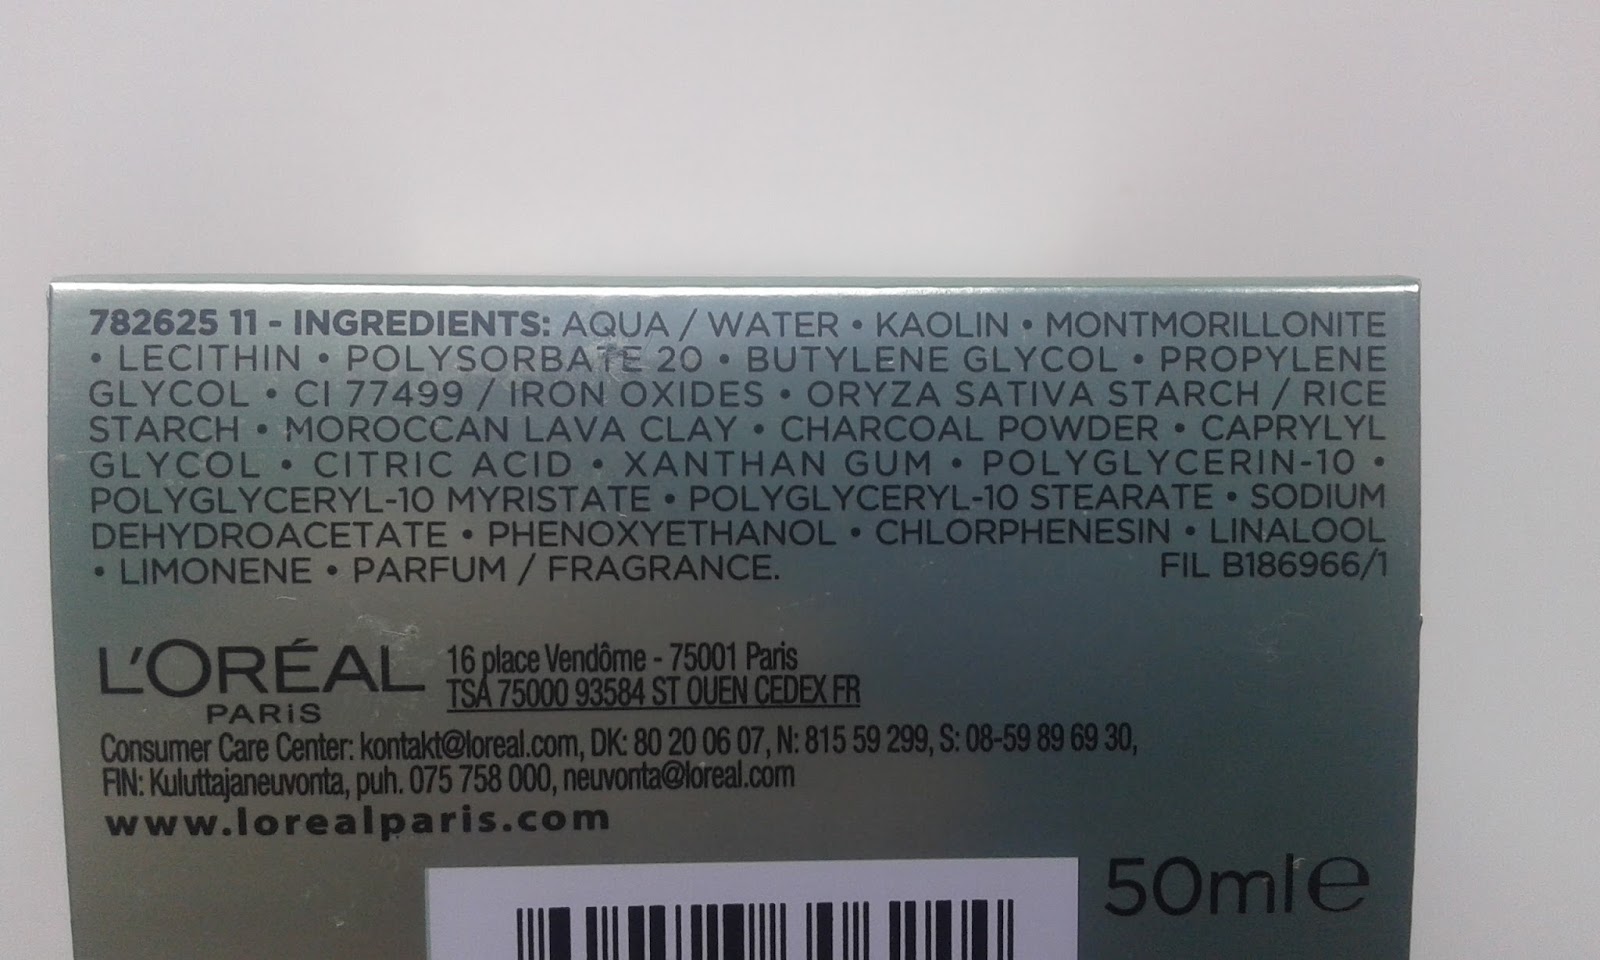 782625 11 - INGREDIENTS: AQUA / WATER • KAOLIN • MONTMORILLONITE
• LECITHIN • POLYSORBATE 20 • BUTYLENE GLYCOL • PROPYLENE
GLYCOL • CI 77499 / IRON OXIDES • ORYZA SATIVA STARCH / RICE
STARCH • MOROCCAN LAVA CLAY • CHARCOAL POWDER • CAPRYLYL
GLYCOL • CITRIC ACID • XANTHAN GUM • POLYGLYCERIN-10 •
POLYGLYCERYL-10 MYRISTATE • POLYGLYCERYL-10 STEARATE • SODIUM
DEHYDROACETATE • PHENOXYETHANOL • CHLORPHENESIN • LINALOOL
• LIMONENE • PARFUM / FRAGRANCE. FIL B186966/1
L'ORÉAL
PARiS
16 place Vendôme - 75001 Paris
TSA 75000 93584 ST OUEN CEDEX FR
Consumer Care Center: kontakt@loreal.com, DK: 80 20 06 07, N: 815 59 299, S: 08-59 89 69 30,
FIN: Kuluttajaneuvonta, puh. 075 758 000, neuvonta@loreal.com
www.lorealparis.com
50ml℮